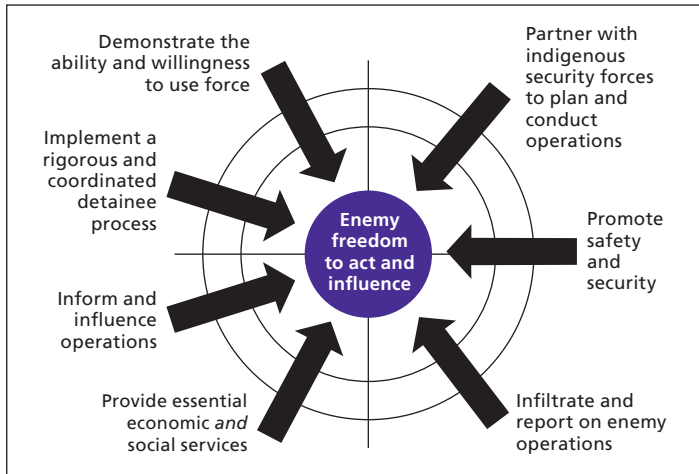 Demonstrate the
ability and willingness
to use force
Partner with
indigenous
security forces
to plan and
conduct
operations
Implement a
rigorous and
coordinated
detainee
process
Enemy
freedom
to act and
influence
Promote
safety
and
security
Inform and
influence
operations
Provide essential
economic and
social services
Infiltrate and
report on enemy
operations